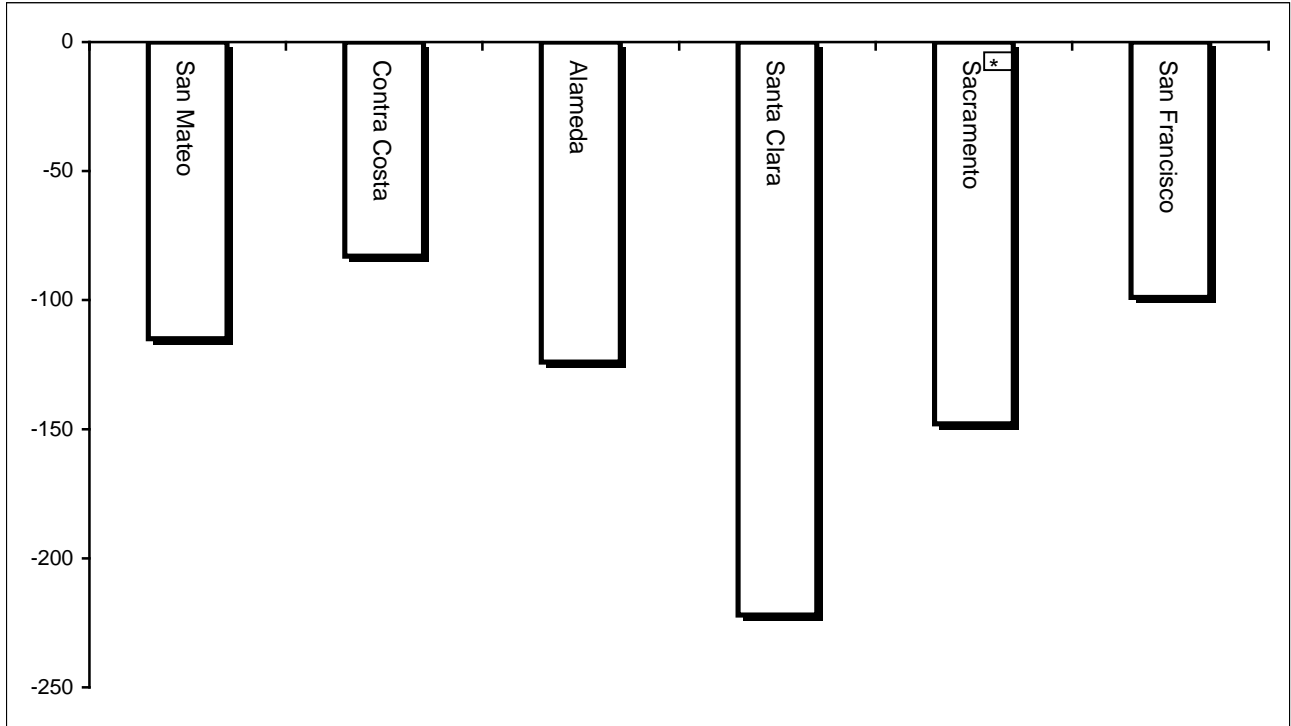 0
-50
-100
-150
-200
-250
San Mateo
Contra Costa
Alameda
Santa Clara
Sacramento
*
San Francisco